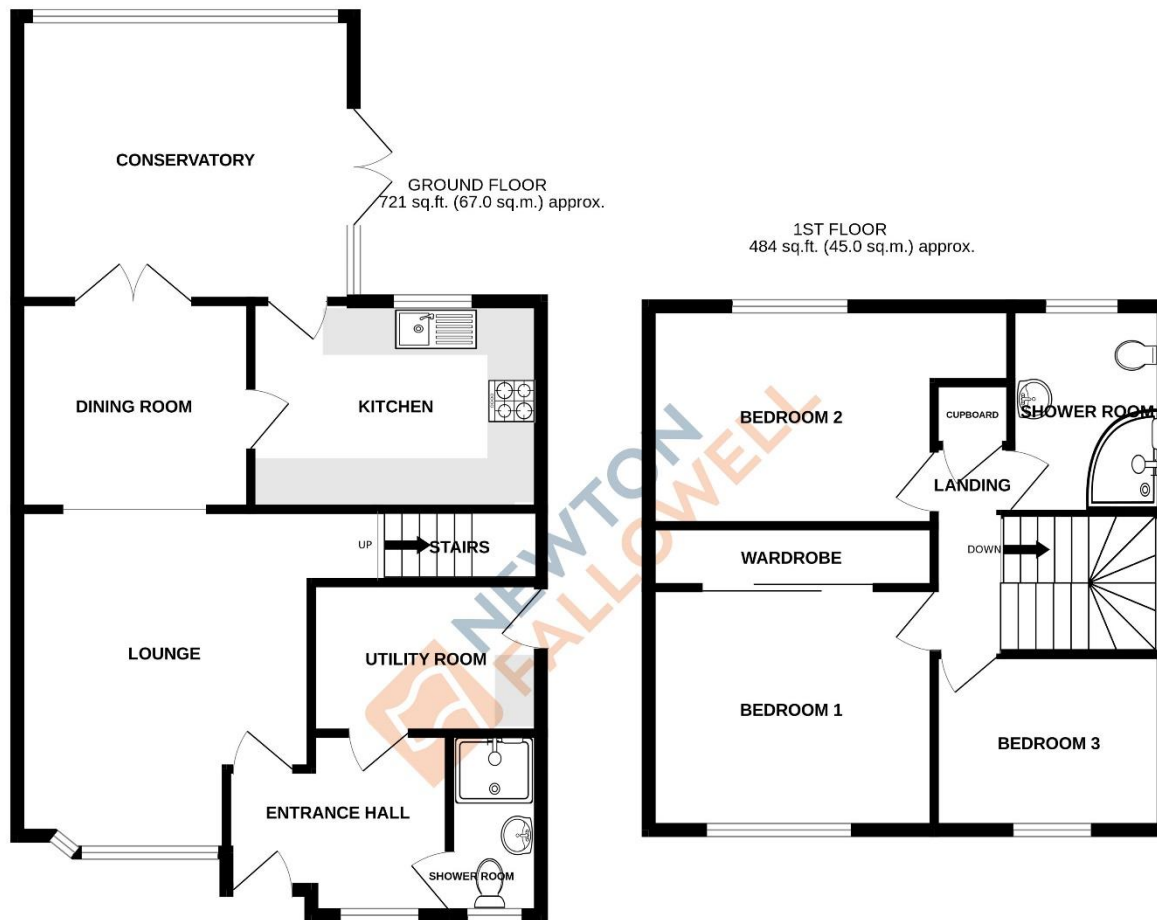 CONSERVATORY
GROUND FLOOR
721 sq.ft. (67.0 sq.m.) approx.
DINING ROOM
KITCHEN
UP
STAIRS
LOUNGE
UTILITY ROOM
ENTRANCE HALL
SHOWER ROOM
1ST FLOOR
484 sq.ft. (45.0 sq.m.) approx.
BEDROOM 2
CUPBOARD
SHOWER ROOM
LANDING
DOWN
WARDROBE
BEDROOM 1
BEDROOM 3
NEWTON
FALLOWELL